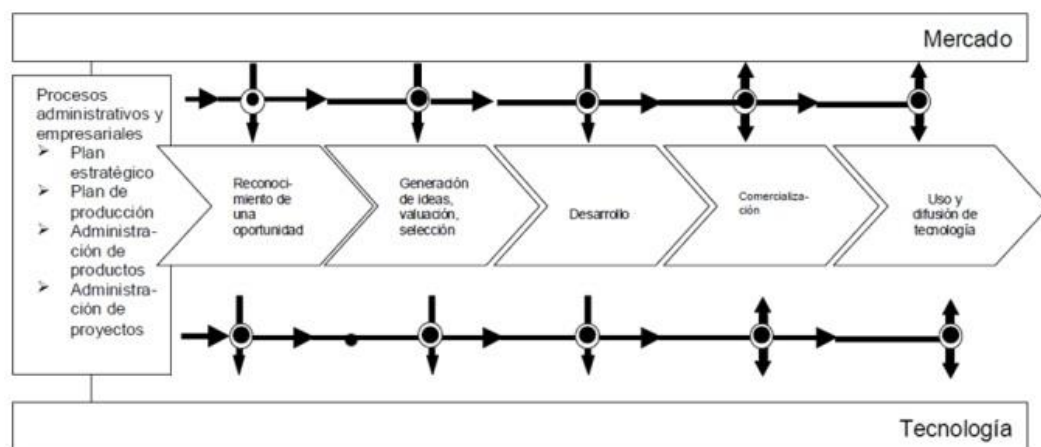 Mercado
Procesos
administrativos y
empresariales
Plan
estratégico
Plan de
producción
Administra-
ción de
productos
Administra-
ción de
proyectos
Reconoci-
miento de
una
oportunidad
Generación
de ideas,
valuación,
selección
Desarrollo
Comercializa-
ción
Uso y
difusión de
tecnología
Tecnología